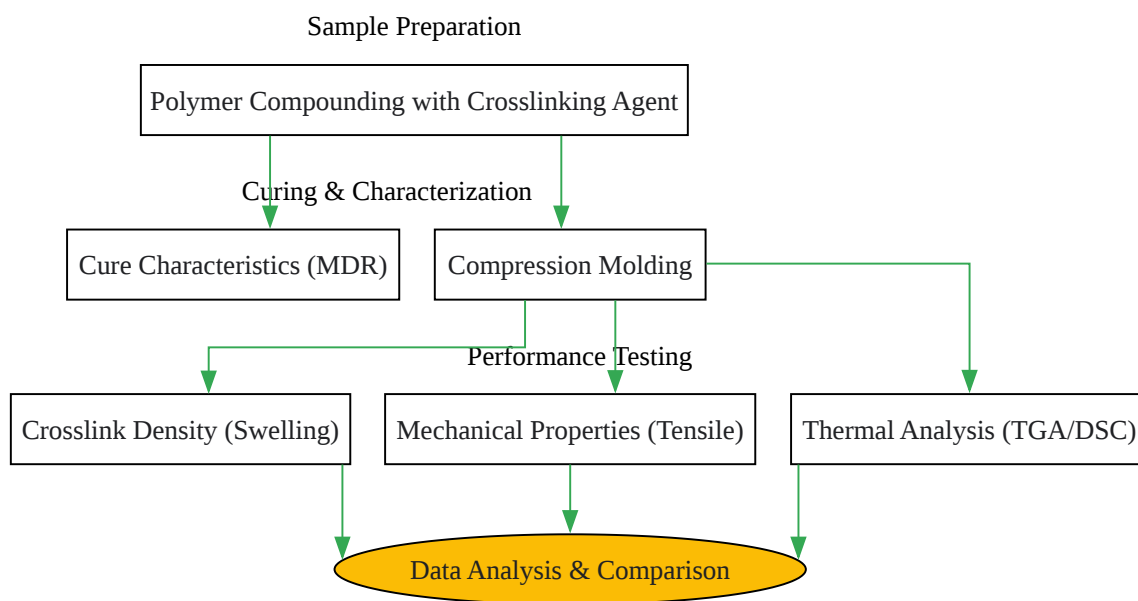 Sample Preparation
Polymer Compounding with Crosslinking Agent
Curing & Characterization
Cure Characteristics (MDR)
Compression Molding
Performance Testing
Crosslink Density (Swelling)
Mechanical Properties (Tensile)
Thermal Analysis (TGA/DSC)
Data Analysis & Comparison